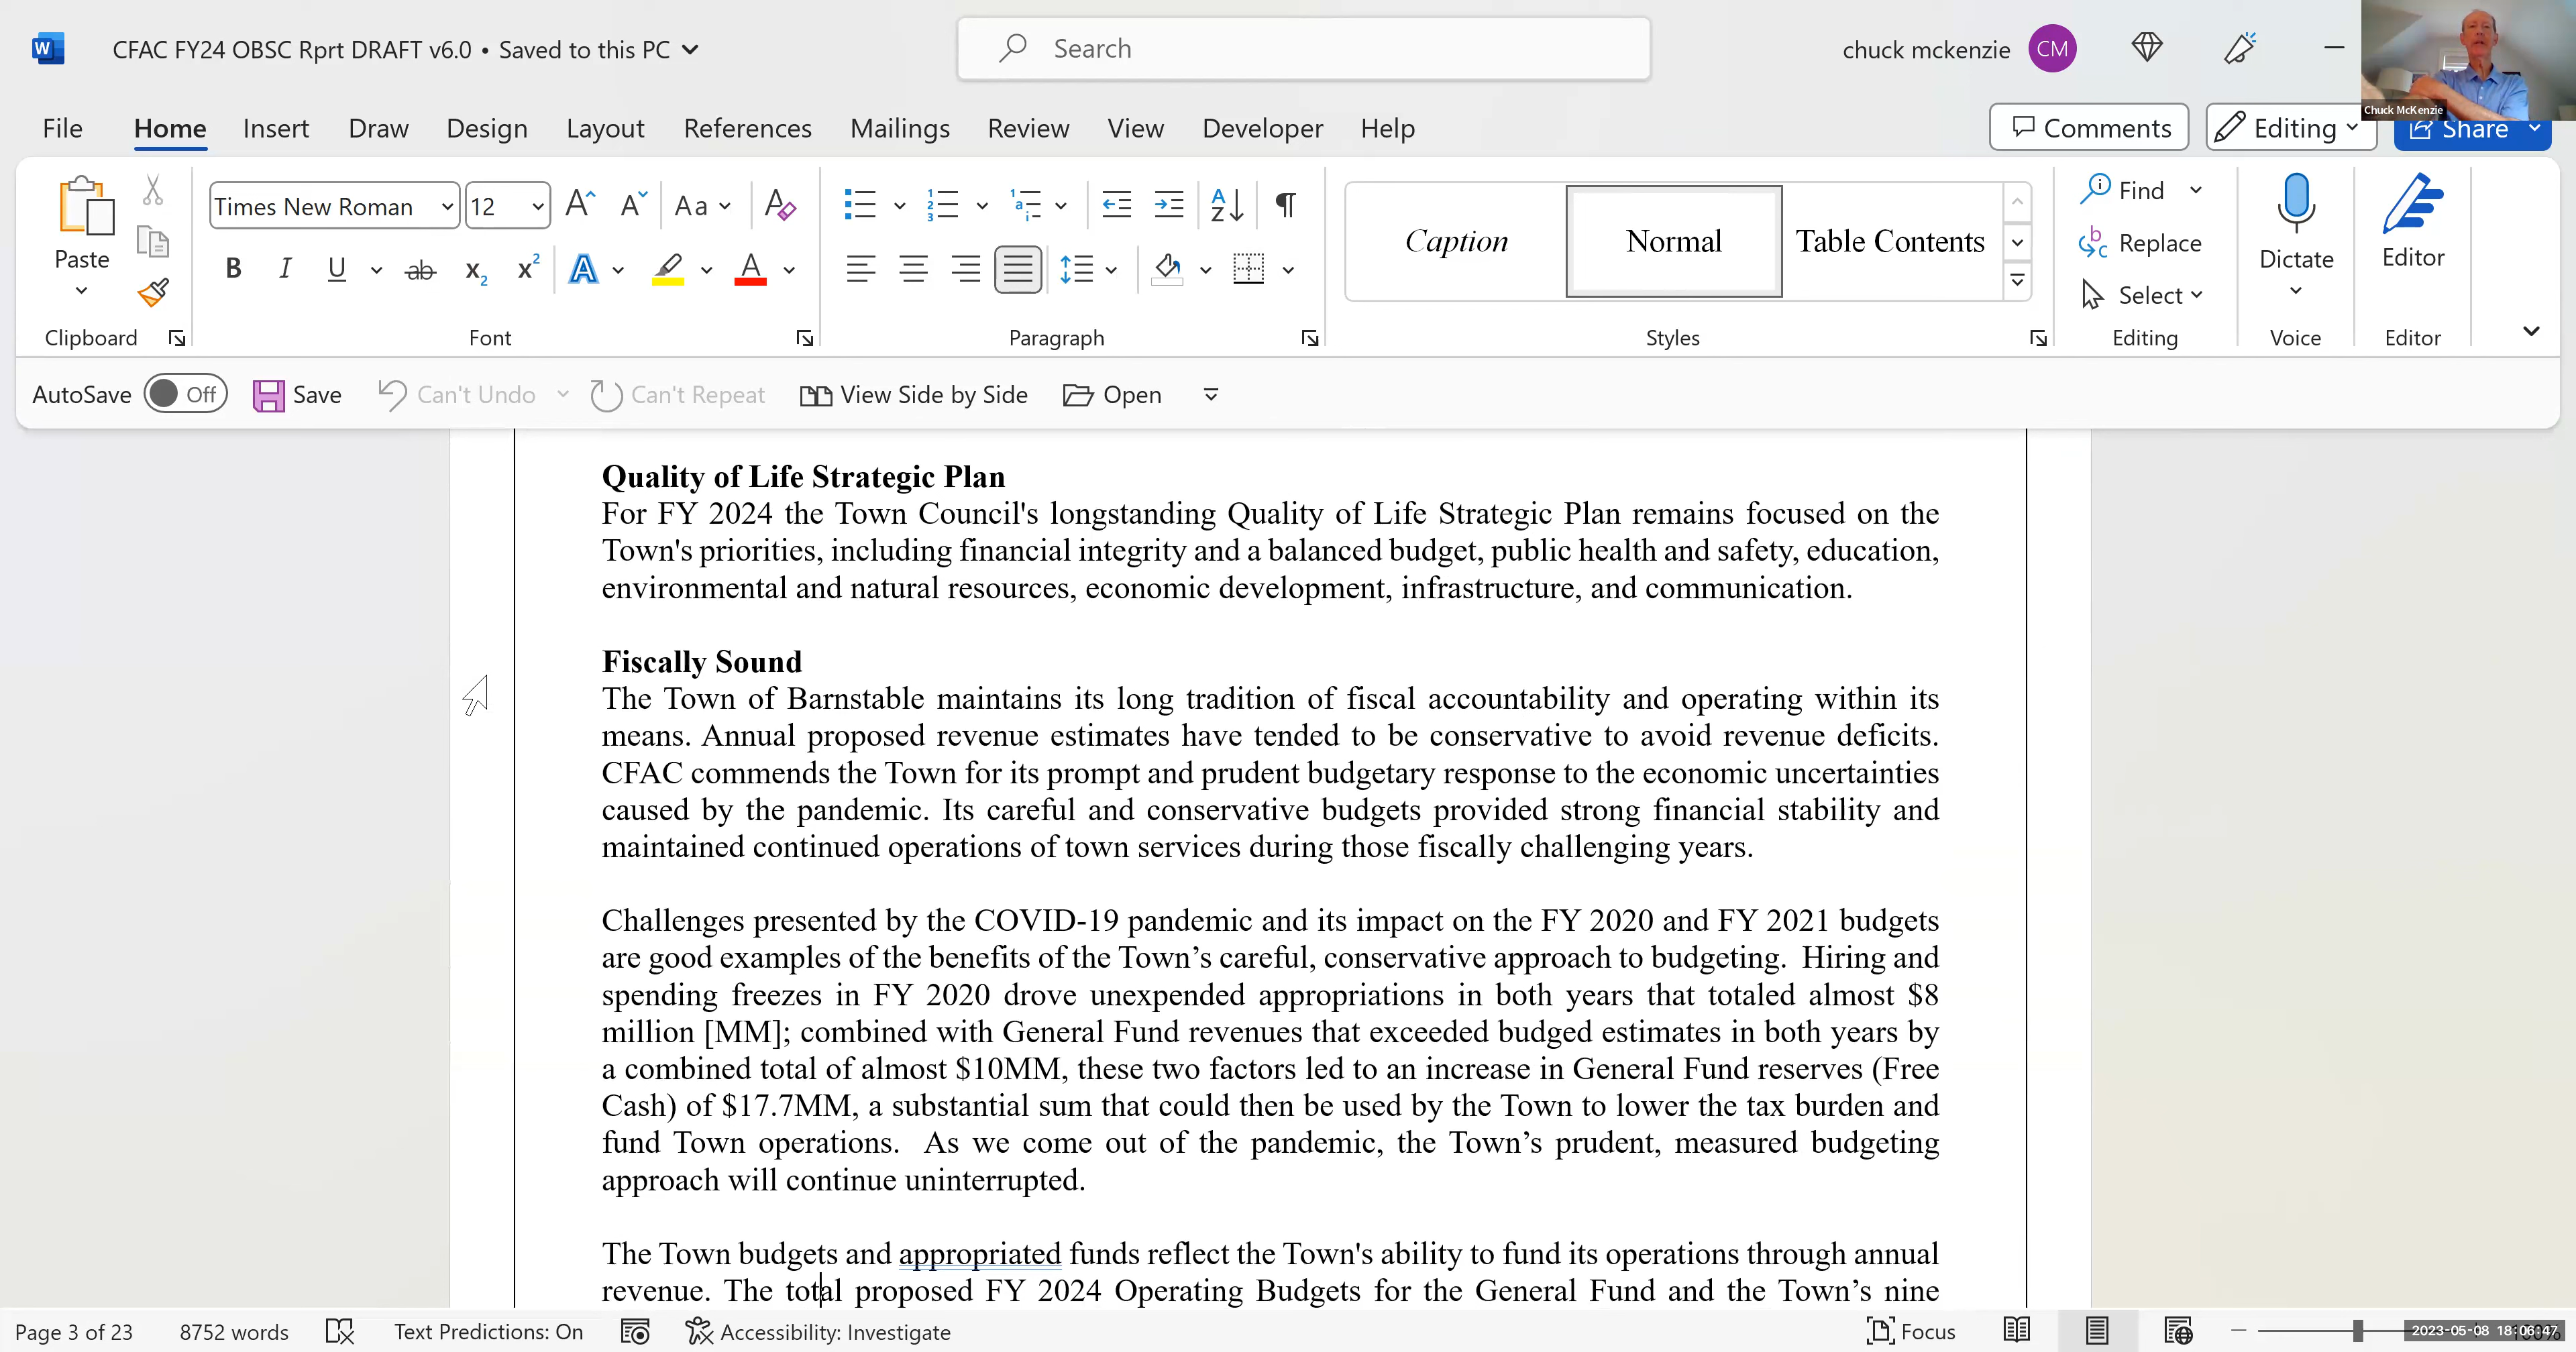 CFAC FY24 OBSC Rprt DRAFT v6.0 • Saved to this PC
Search
chuck mckenzie CM
Chuck McKenzie
File Home Insert Draw Design Layout References Mailings Review View Developer Help
Comments Editing Share
Times New Roman 12
Caption Normal Table Contents
Find
Replace
Select
Paste
Dictate
Editor
Clipboard Font Paragraph Styles Editing Voice Editor
AutoSave Off Save Can't Undo Can't Repeat View Side by Side Open
Quality of Life Strategic Plan
For FY 2024 the Town Council's longstanding Quality of Life Strategic Plan remains focused on the
Town's priorities, including financial integrity and a balanced budget, public health and safety, education,
environmental and natural resources, economic development, infrastructure, and communication.
Fiscally Sound
The Town of Barnstable maintains its long tradition of fiscal accountability and operating within its
means. Annual proposed revenue estimates have tended to be conservative to avoid revenue deficits.
CFAC commends the Town for its prompt and prudent budgetary response to the economic uncertainties
caused by the pandemic. Its careful and conservative budgets provided strong financial stability and
maintained continued operations of town services during those fiscally challenging years.
Challenges presented by the COVID-19 pandemic and its impact on the FY 2020 and FY 2021 budgets
are good examples of the benefits of the Town’s careful, conservative approach to budgeting.  Hiring and
spending freezes in FY 2020 drove unexpended appropriations in both years that totaled almost $8
million [MM]; combined with General Fund revenues that exceeded budged estimates in both years by
a combined total of almost $10MM, these two factors led to an increase in General Fund reserves (Free
Cash) of $17.7MM, a substantial sum that could then be used by the Town to lower the tax burden and
fund Town operations.  As we come out of the pandemic, the Town’s prudent, measured budgeting
approach will continue uninterrupted.
The Town budgets and appropriated funds reflect the Town's ability to fund its operations through annual
revenue. The total proposed FY 2024 Operating Budgets for the General Fund and the Town’s nine
Page 3 of 23 8752 words Text Predictions: On Accessibility: Investigate Focus
2023-05-08 18:06:47